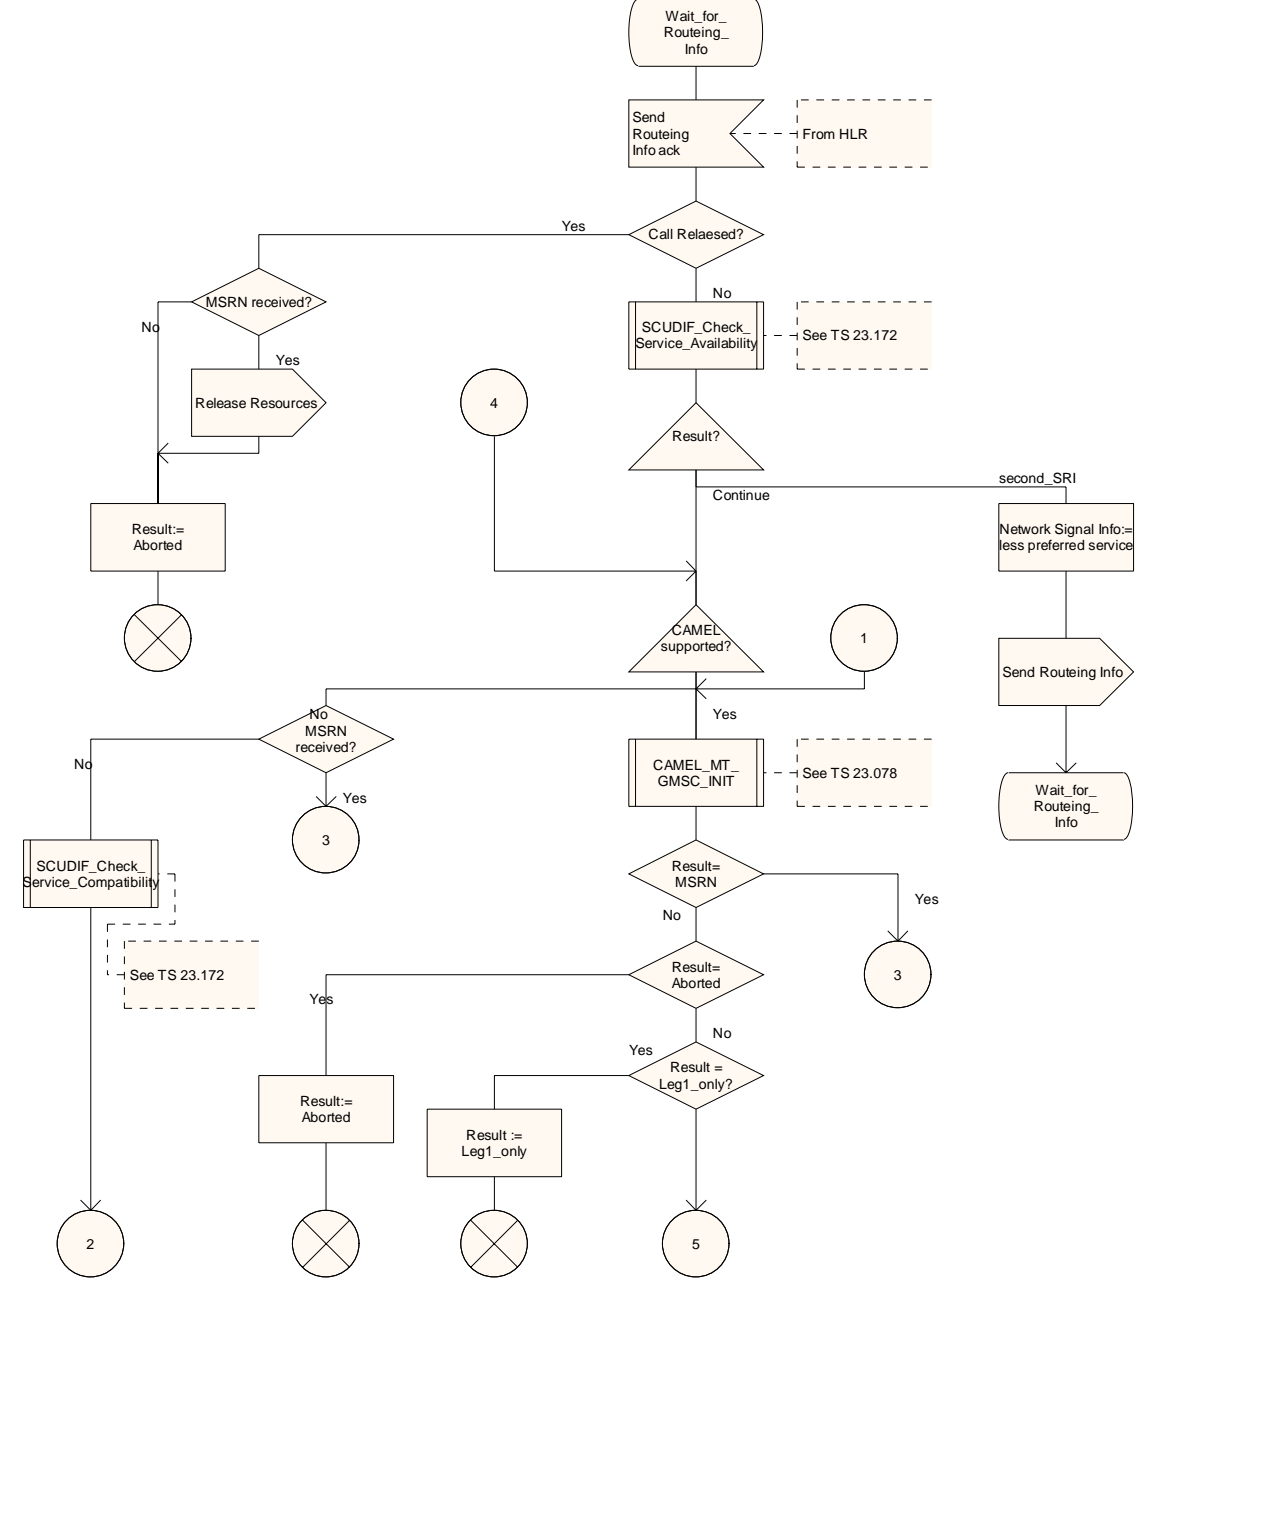 Wait_for_
Routeing_
Info
Send
Routeing
Info ack
From HLR
Yes
Call Relaesed?
MSRN received?
No
No
SCUDIF_Check_
Service_Availability
See TS 23.172
Yes
Release Resources
4
Result?
second_SRI
Continue
Result:=
Aborted
Network Signal Info:=
less preferred service
CAMEL
supported?
1
Send Routeing Info
No
MSRN
received?
Yes
No
CAMEL_MT_
GMSC_INIT
See TS 23.078
Wait_for_
Routeing_
Info
Yes
3
SCUDIF_Check_
Service_Compatibility
Result=
MSRN
Yes
No
See TS 23.172
Result=
Aborted
3
Yes
No
Yes
Result =
Leg1_only?
Result:=
Aborted
Result :=
Leg1_only
2
5